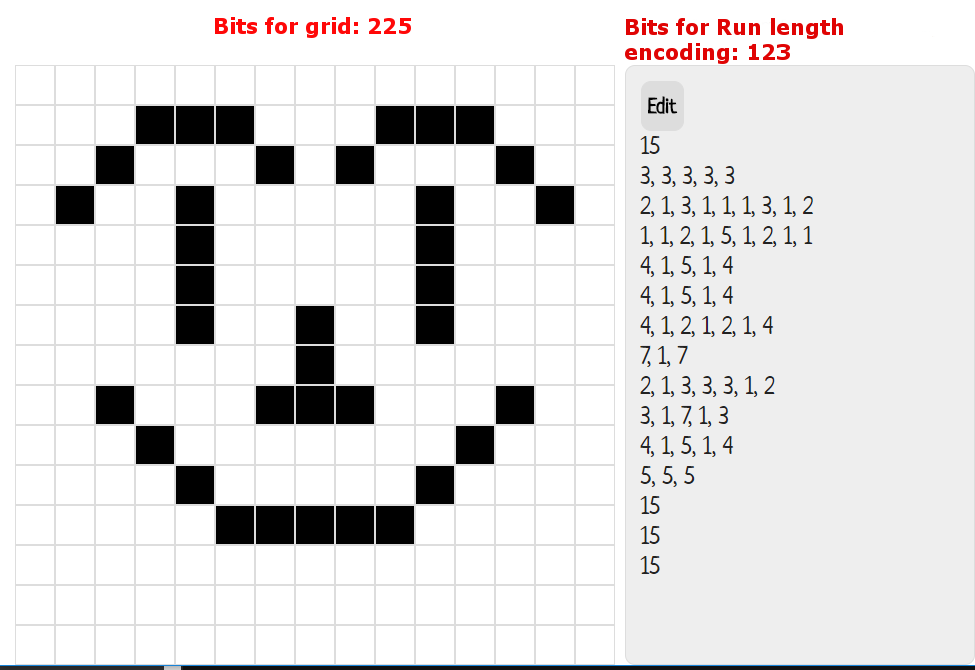 Bits for grid: 225
Bits for Run length
encoding: 123
Edit
15
3, 3, 3, 3, 3
2, 1, 3, 1, 1, 1, 3, 1, 2
1, 1, 2, 1, 5, 1, 2, 1, 1
4, 1, 5, 1, 4
4, 1, 5, 1, 4
4, 1, 2, 1, 2, 1, 4
7, 1, 7
2, 1, 3, 3, 3, 1, 2
3, 1, 7, 1, 3
4, 1, 5, 1, 4
5, 5, 5
15
15
15